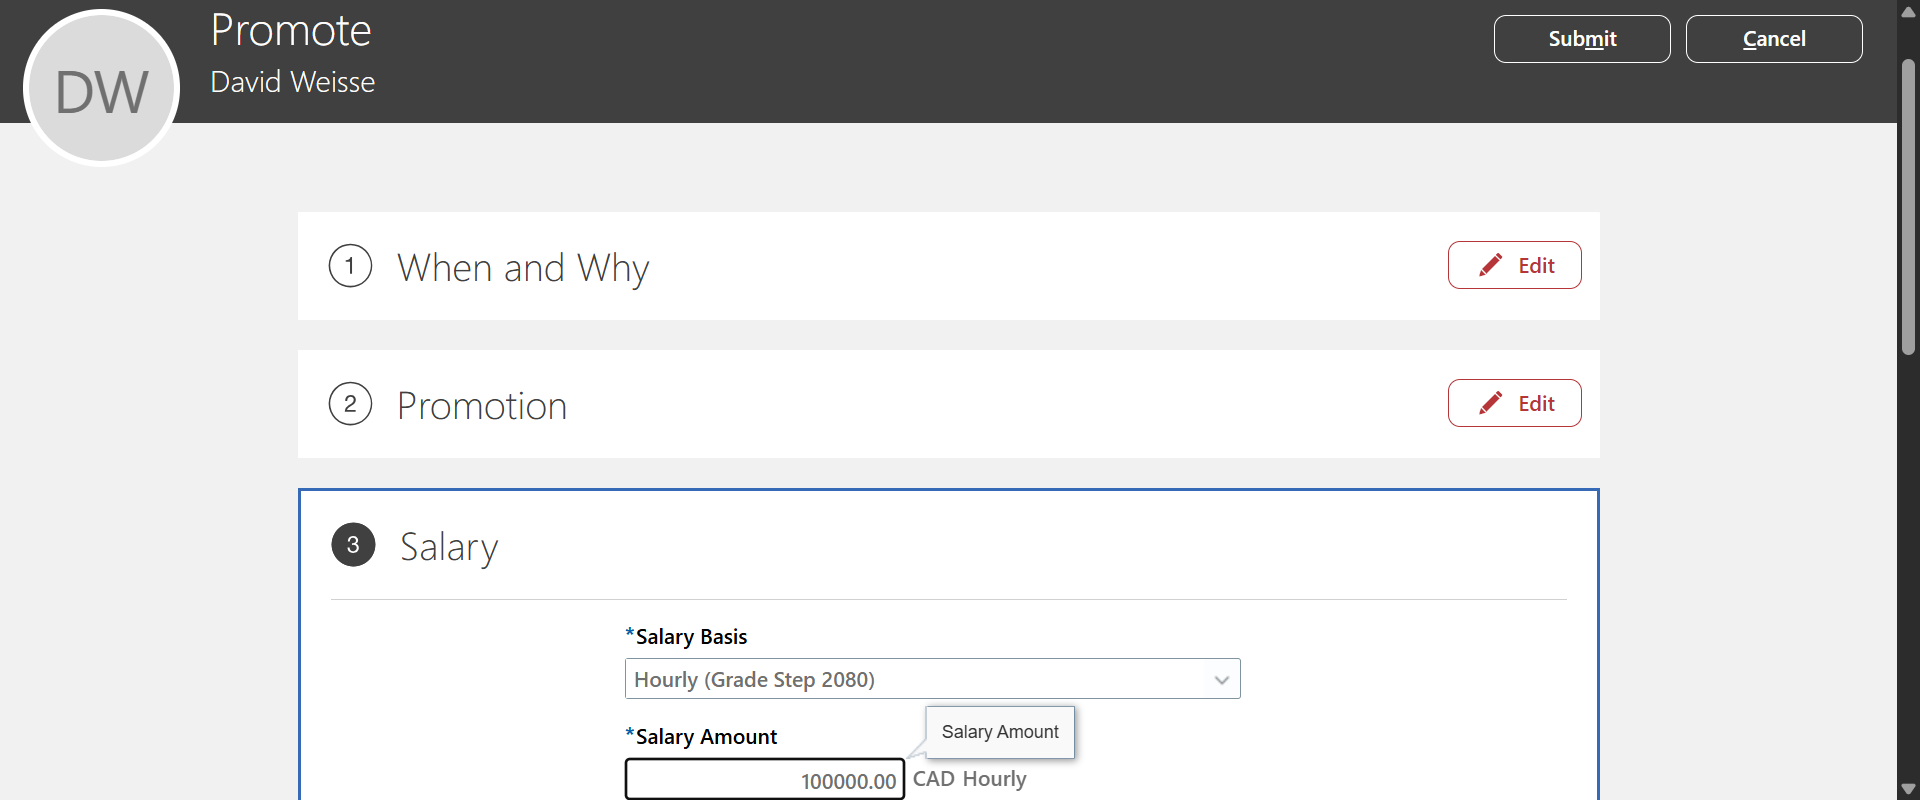 DW
Promote
David Weisse
Submit
Cancel
1
When and Why
Edit
2
Promotion
Edit
3
Salary
*Salary Basis
Hourly (Grade Step 2080)
*Salary Amount
Salary Amount
100000.00
CAD Hourly